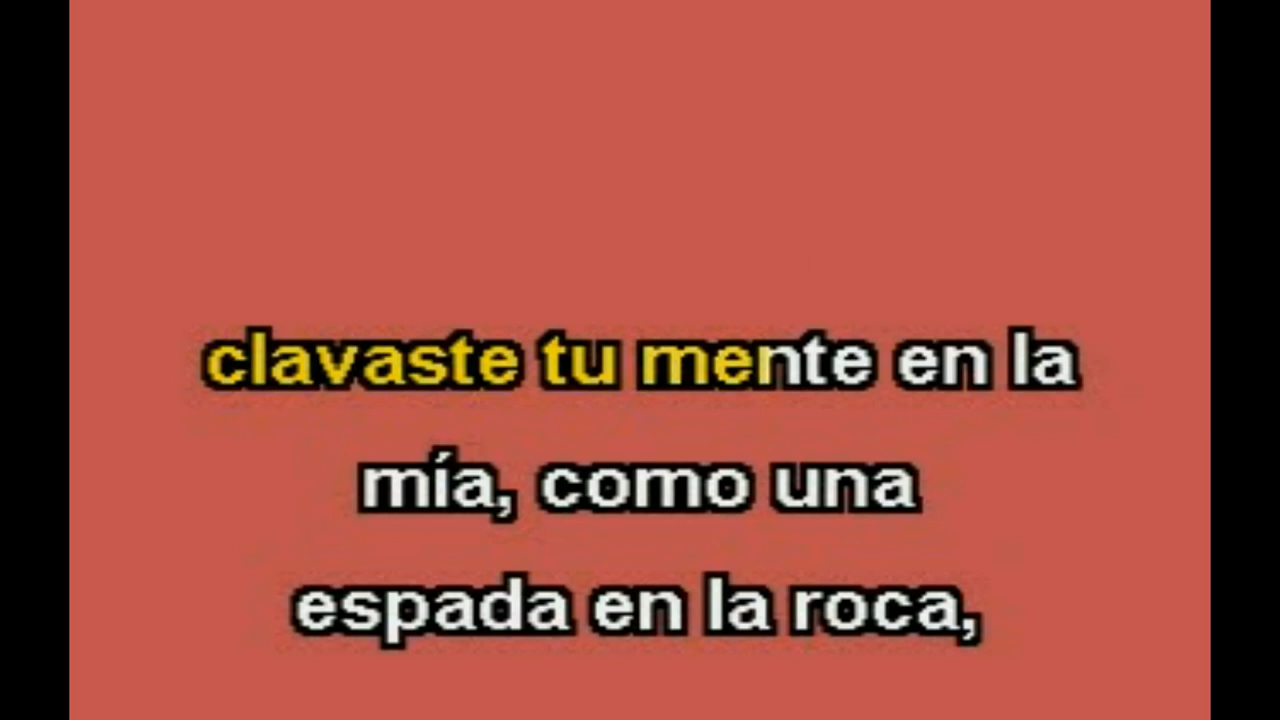 clavaste tu mente en la
mía, como una
espada en la roca,